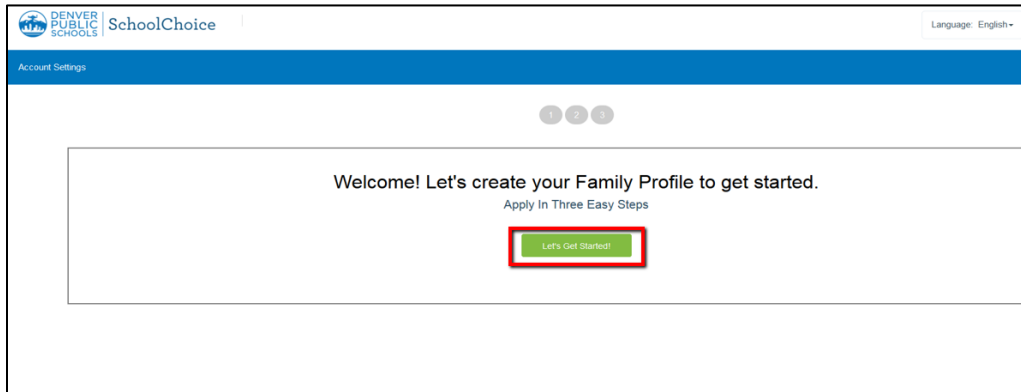 DENVER
PUBLIC
SCHOOLS
SchoolChoice
Language: English
Account Settings
1 2 3
Welcome! Let's create your Family Profile to get started.
Apply In Three Easy Steps
Let's Get Started!